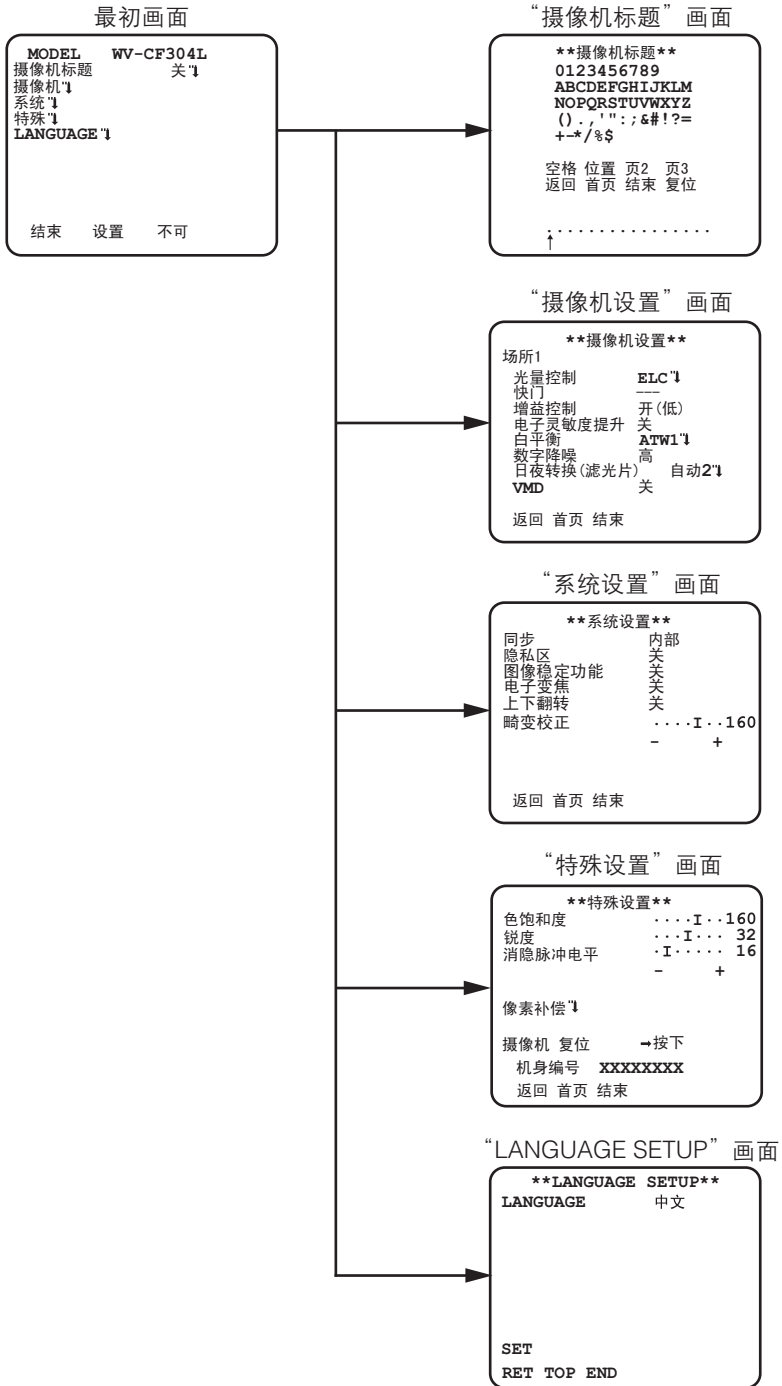 最初画面
MODEL WV-CF304L
摄像机标题 关
摄像机
系统
特殊
LANGUAGE
结束 设置 不可
“摄像机标题”画面
**摄像机标题**
0123456789
ABCDEFGHIJKLM
NOPQRSTUVWXYZ
().,'":;&#!?=
+-*/%$
空格 位置 页2 页3
返回 首页 结束 复位
................
↑
“摄像机设置”画面
**摄像机设置**
场所1
光量控制 ELC
快门 ---
增益控制 开(低)
电子灵敏度提升 关
白平衡 ATW1
数字降噪 高
日夜转换(滤光片) 自动2
VMD 关
返回 首页 结束
“系统设置”画面
**系统设置**
同步 内部
隐私区 关
图像稳定功能 关
电子变焦 关
上下翻转 关
畸变校正 ....I..160
- +
返回 首页 结束
“特殊设置”画面
**特殊设置**
色饱和度 ....I..160
锐度 ...I... 32
消隐脉冲电平 .I..... 16
- +
像素补偿
摄像机 复位 →按下
机身编号 XXXXXXXX
返回 首页 结束
“LANGUAGE SETUP”画面
**LANGUAGE SETUP**
LANGUAGE 中文
SET
RET TOP END